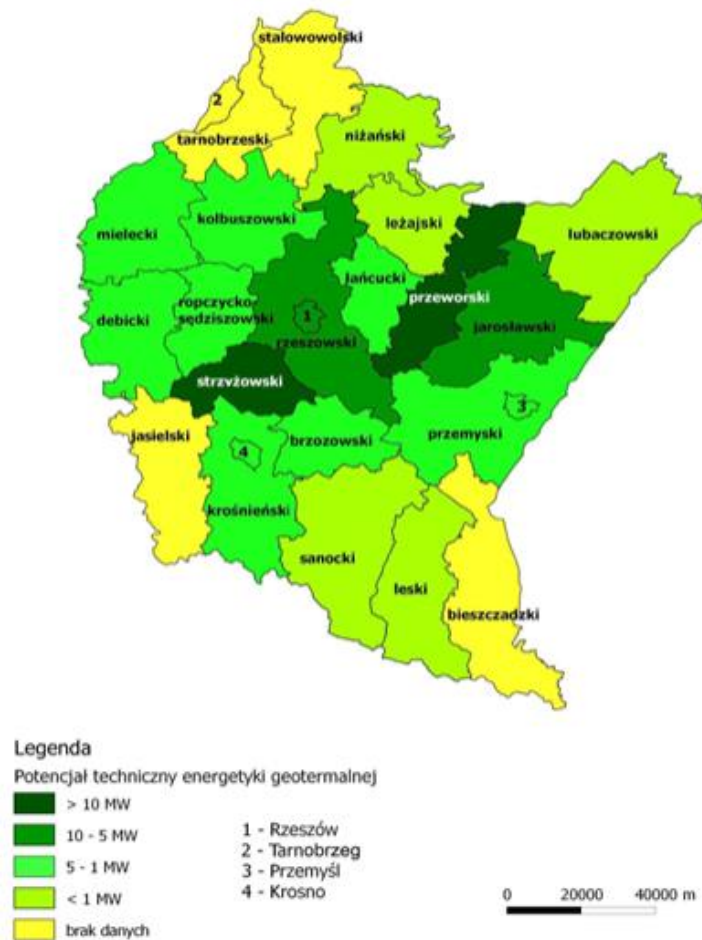 stalowowolski
2
tarnobrzeski
niżański
kolbuszowski
mielecki
leżajski
lubaczowski
łańcucki
ropczycko-
sędziszowski
debicki
przeworski
1
rzeszowski
jarosławski
strzyżowski
3
jasielski
brzozowski
przemyski
4
krośnieński
sanocki
leski
bieszczadzki
Legenda
Potencjał techniczny energetyki geotermalnej
> 10 MW
10 - 5 MW
5 - 1 MW
< 1 MW
brak danych
1 - Rzeszów
2 - Tarnobrzeg
3 - Przemyśl
4 - Krosno
0 20000 40000 m